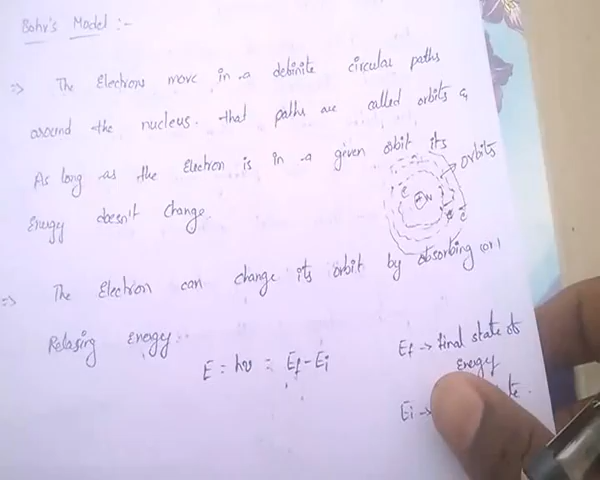 Bohr's Model :-
⇒ The Electrons move in a definite circular paths
around the nucleus. that paths are called orbits &
As long as the Electron is in a given orbit its
Energy doesn't change.
orbits
e
+N
e
e
⇒ The Electron can change its orbit by absorbing (or)
Relasing energy.
E = hν = Ef - Ei
Ef → final state of
Energy
Ei →